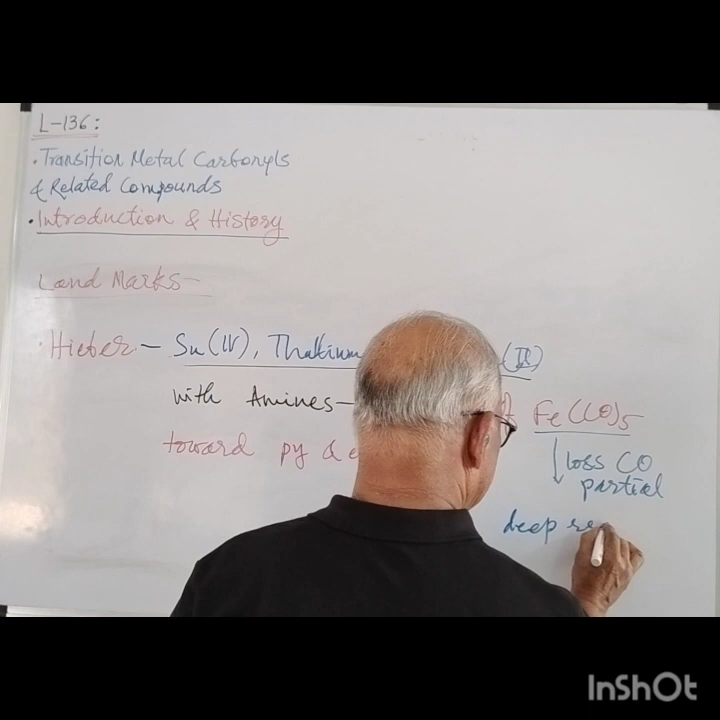 L-136:
• Transition Metal Carbonyls
& Related Compounds
• Introduction & History
Land Marks-
• Hieber - Sn(IV), Thallium (II)
with Amines- Fe(CO)5
toward py &
loss CO
partial
deep
InShOt